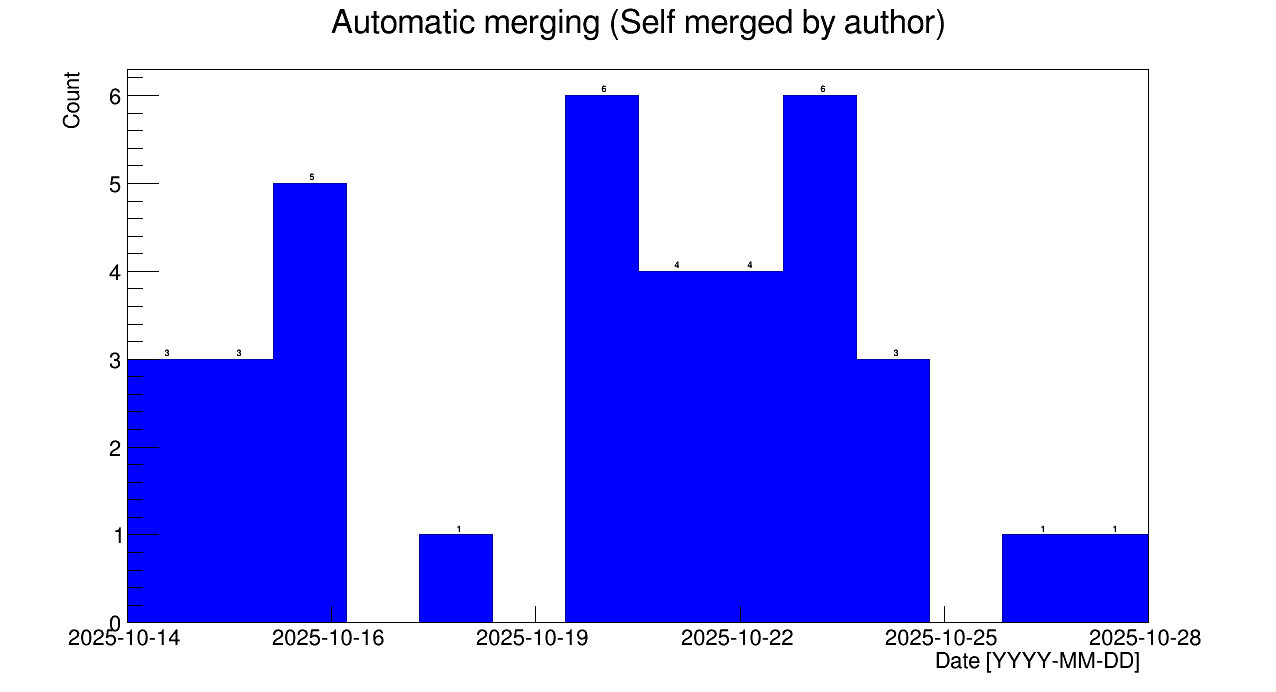 Automatic merging (Self merged by author)
Count
6
5
4
3
2
1
0
3 3 5 1 6 4 4 6 3 1 1
2025-10-14 2025-10-16 2025-10-19 2025-10-22 2025-10-25 2025-10-28
Date [YYYY-MM-DD]